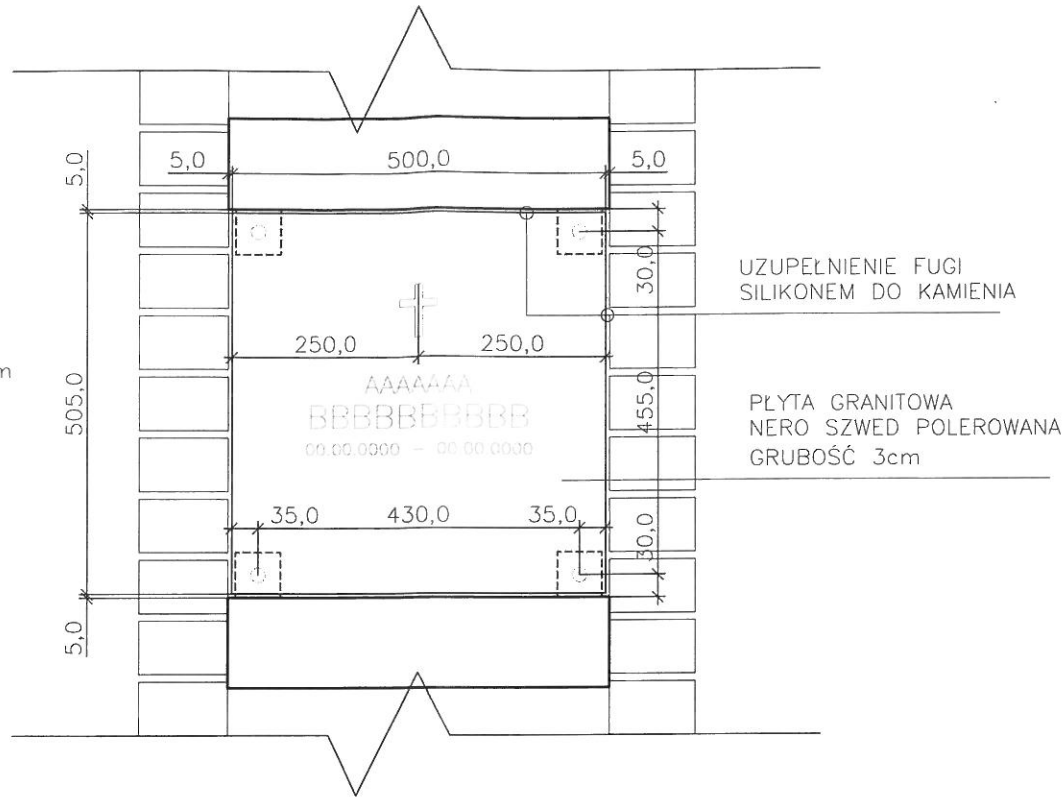 5,0 500,0 5,0
5,0
30,0
UZUPEŁNIENIE FUGI
SILIKONEM DO KAMIENIA
250,0 250,0
m
505,0
455,0
AAAAAAA
BBBBBBBBBB
00.00.0000 - 00.00.0000
PŁYTA GRANITOWA
NERO SZWED POLEROWANA
GRUBOŚĆ 3cm
35,0 430,0 35,0
30,0
5,0